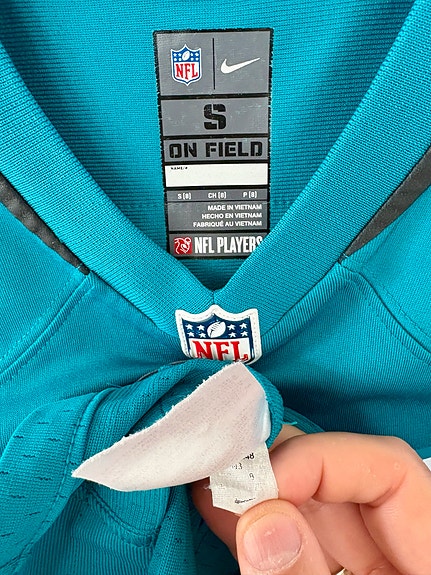 NFL
S
ON FIELD
NAME/#
S (8) CH (8) P (8)
MADE IN VIETNAM
HECHO EN VIETNAM
FABRIQUÉ AU VIETNAM
NFL PLAYERS
NFL
48